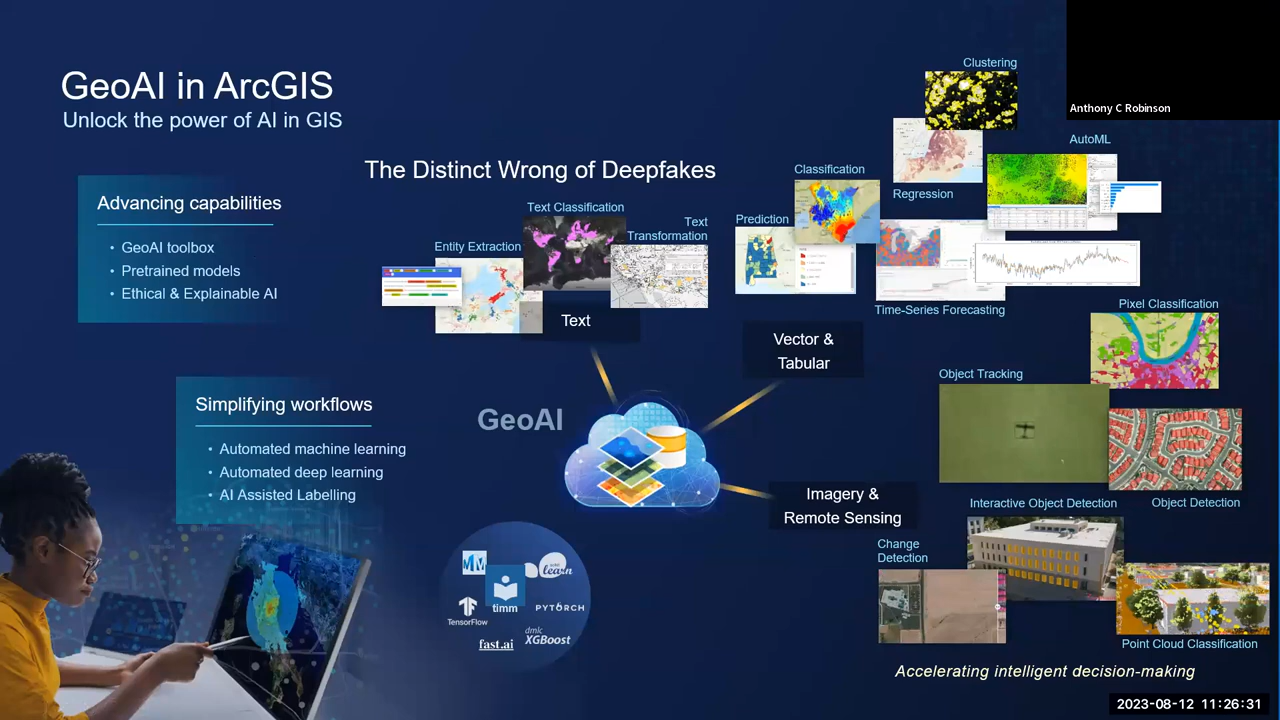 GeoAI in ArcGIS
Unlock the power of AI in GIS
Anthony C Robinson
The Distinct Wrong of Deepfakes
Advancing capabilities
• GeoAI toolbox
• Pretrained models
• Ethical & Explainable AI
Simplifying workflows
• Automated machine learning
• Automated deep learning
• AI Assisted Labelling
Entity Extraction
Text Classification
Text
Transformation
Text
Prediction
Classification
Clustering
Regression
AutoML
Time-Series Forecasting
Vector &
Tabular
GeoAI
Imagery &
Remote Sensing
Pixel Classification
Object Tracking
Object Detection
Interactive Object Detection
Change
Detection
Point Cloud Classification
learn
timm
TensorFlow
PYTORCH
fast.ai
dmlc
XGBoost
Accelerating intelligent decision-making
2023-08-12 11:26:31